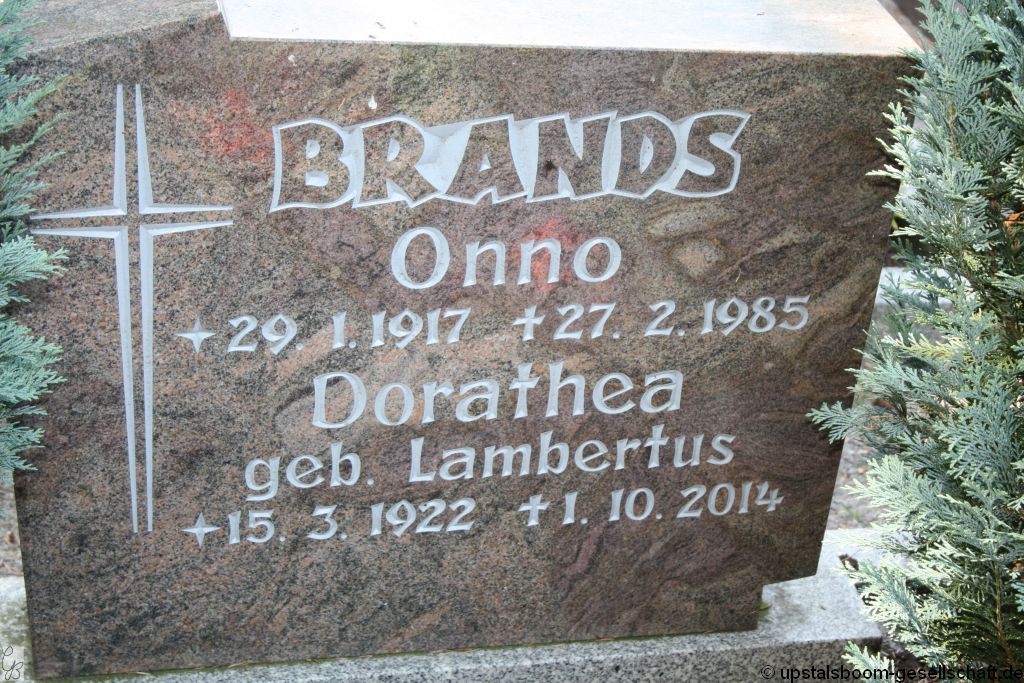 BRANDS
Onno
29. 1. 1917 27. 2. 1985
Dorathea
geb. Lambertus
15. 3. 1922 1. 10. 2014
© upstalsboom-gesellschaft.de